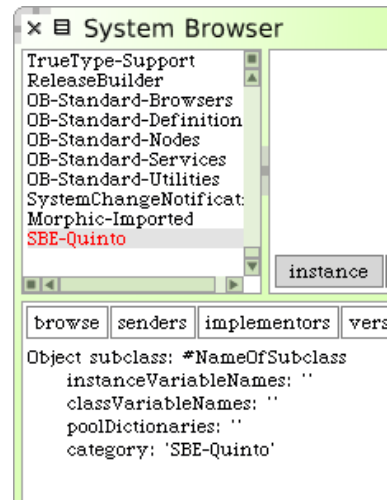 System Browser
TrueType-Support
ReleaseBuilder
OB-Standard-Browsers
OB-Standard-Definition
OB-Standard-Nodes
OB-Standard-Services
OB-Standard-Utilities
SystemChangeNotificat
Morphic-Imported
SBE-Quinto
instance
browse senders implementors vers
Object subclass: #NameOfSubclass
instanceVariableNames: ''
classVariableNames: ''
poolDictionaries: ''
category: 'SBE-Quinto'